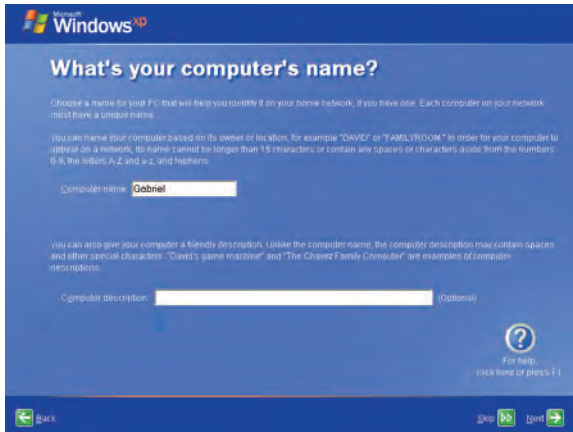 Microsoft
Windows xp
What's your computer's name?
Choose a name for your PC that will help you identify it on your home network, if you have one. Each computer on your network
must have a unique name.
You can name your computer based on its owner or location, for example "DAVID" or "FAMILYROOM." In order for your computer to
appear on a network, its name cannot be longer than 15 characters or contain any spaces or characters aside from the numbers
0-9, the letters A-Z and a-z, and hyphens.
Computer name: Gabriel
You can also give your computer a friendly description. Unlike the computer name, the computer description may contain spaces
and other special characters. "David's game machine" and "The Chavez Family Computer" are examples of computer
descriptions.
Computer description: (Optional)
?
For help,
click here or press F1
Back
Skip Next